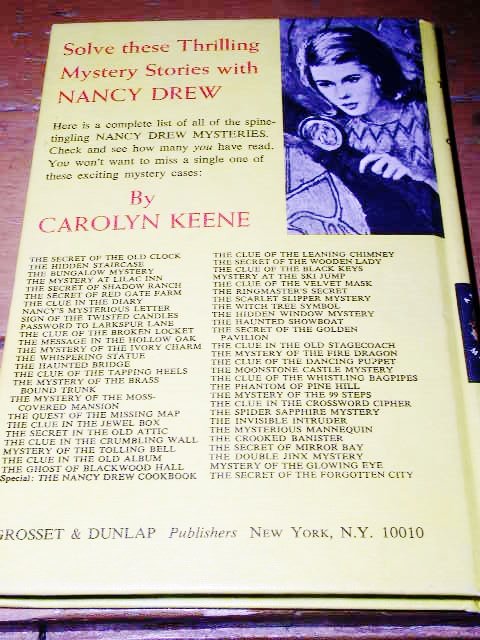 Solve these Thrilling
Mystery Stories with
NANCY DREW
Here is a complete list of all of the spine-
tingling NANCY DREW MYSTERIES.
Check and see how many you have read.
You won't want to miss a single one of
these exciting mystery cases:
By
CAROLYN KEENE
THE SECRET OF THE OLD CLOCK
THE HIDDEN STAIRCASE
THE BUNGALOW MYSTERY
THE MYSTERY AT LILAC INN
THE SECRET OF SHADOW RANCH
THE SECRET OF RED GATE FARM
THE CLUE IN THE DIARY
NANCY'S MYSTERIOUS LETTER
SIGN OF THE TWISTED CANDLES
PASSWORD TO LARKSPUR LANE
THE CLUE OF THE BROKEN LOCKET
THE MESSAGE IN THE HOLLOW OAK
THE MYSTERY OF THE IVORY CHARM
THE WHISPERING STATUE
THE HAUNTED BRIDGE
THE CLUE OF THE TAPPING HEELS
THE MYSTERY OF THE BRASS
BOUND TRUNK
THE MYSTERY OF THE MOSS-
COVERED MANSION
THE QUEST OF THE MISSING MAP
THE CLUE IN THE JEWEL BOX
THE SECRET IN THE OLD ATTIC
THE CLUE IN THE CRUMBLING WALL
MYSTERY OF THE TOLLING BELL
THE CLUE IN THE OLD ALBUM
THE GHOST OF BLACKWOOD HALL
Special: THE NANCY DREW COOKBOOK
THE CLUE OF THE LEANING CHIMNEY
THE SECRET OF THE WOODEN LADY
THE CLUE OF THE BLACK KEYS
MYSTERY AT THE SKI JUMP
THE CLUE OF THE VELVET MASK
THE RINGMASTER'S SECRET
THE SCARLET SLIPPER MYSTERY
THE WITCH TREE SYMBOL
THE HIDDEN WINDOW MYSTERY
THE HAUNTED SHOWBOAT
THE SECRET OF THE GOLDEN
PAVILION
THE CLUE IN THE OLD STAGECOACH
THE MYSTERY OF THE FIRE DRAGON
THE CLUE OF THE DANCING PUPPET
THE MOONSTONE CASTLE MYSTERY
THE CLUE OF THE WHISTLING BAGPIPES
THE PHANTOM OF PINE HILL
THE MYSTERY OF THE 99 STEPS
THE CLUE IN THE CROSSWORD CIPHER
THE SPIDER SAPPHIRE MYSTERY
THE INVISIBLE INTRUDER
THE MYSTERIOUS MANNEQUIN
THE CROOKED BANISTER
THE SECRET OF MIRROR BAY
THE DOUBLE JINX MYSTERY
MYSTERY OF THE GLOWING EYE
THE SECRET OF THE FORGOTTEN CITY
GROSSET & DUNLAP Publishers NEW YORK, N.Y. 10010